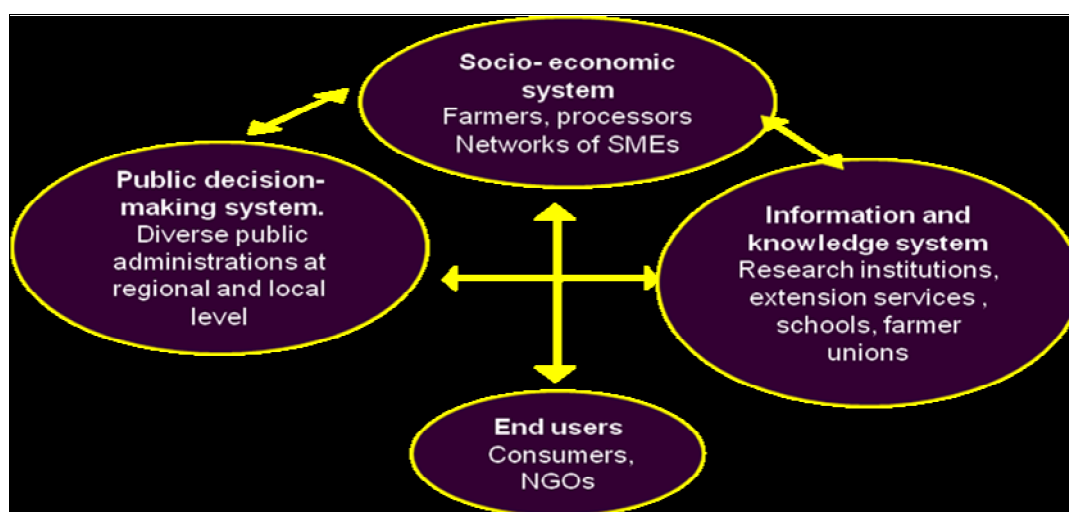 Socio- economic
system
Farmers, processors
Networks of SMEs
Public decision-
making system.
Diverse public
administrations at
regional and local
level
Information and
knowledge system
Research institutions,
extension services ,
schools, farmer
unions
End users
Consumers,
NGOs